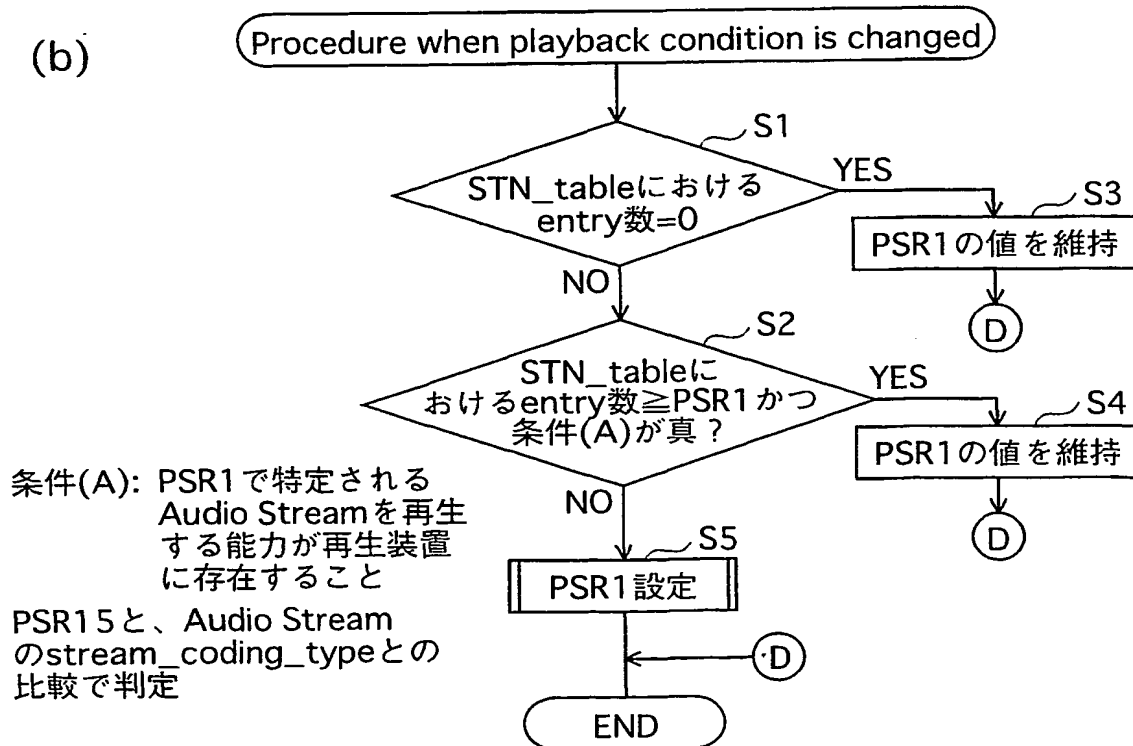 (b)
Procedure when playback condition is changed
S1
STN_tableにおける
entry数=0
YES
S3
PSR1の値を維持
D
NO
S2
STN_tableに
おけるentry数≧PSR1かつ
条件(A)が真?
YES
S4
PSR1の値を維持
D
NO
条件(A): PSR1で特定される
Audio Streamを再生
する能力が再生装置
に存在すること
PSR15と、Audio Stream
のstream_coding_typeとの
比較で判定
S5
PSR1設定
D
END